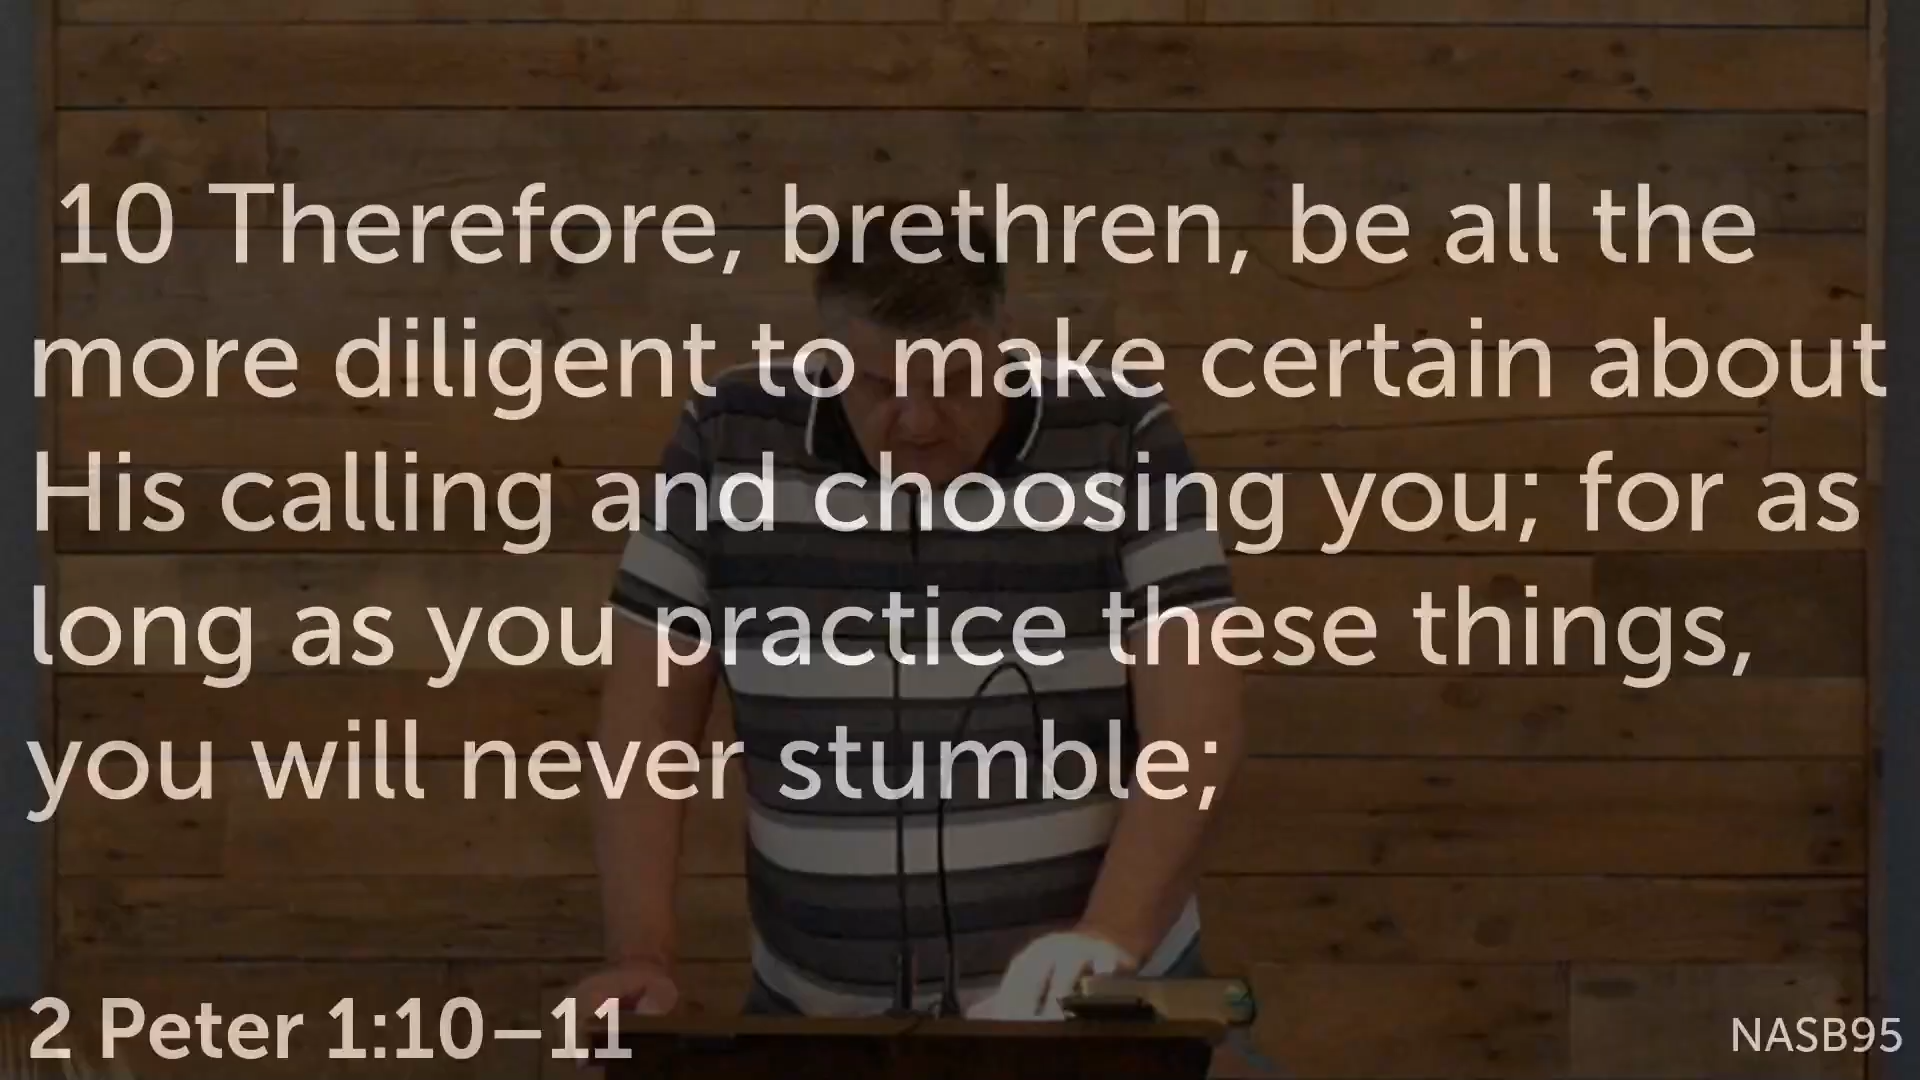 10 Therefore, brethren, be all the
more diligent to make certain about
His calling and choosing you; for as
long as you practice these things,
you will never stumble;
2 Peter 1:10–11
NASB95